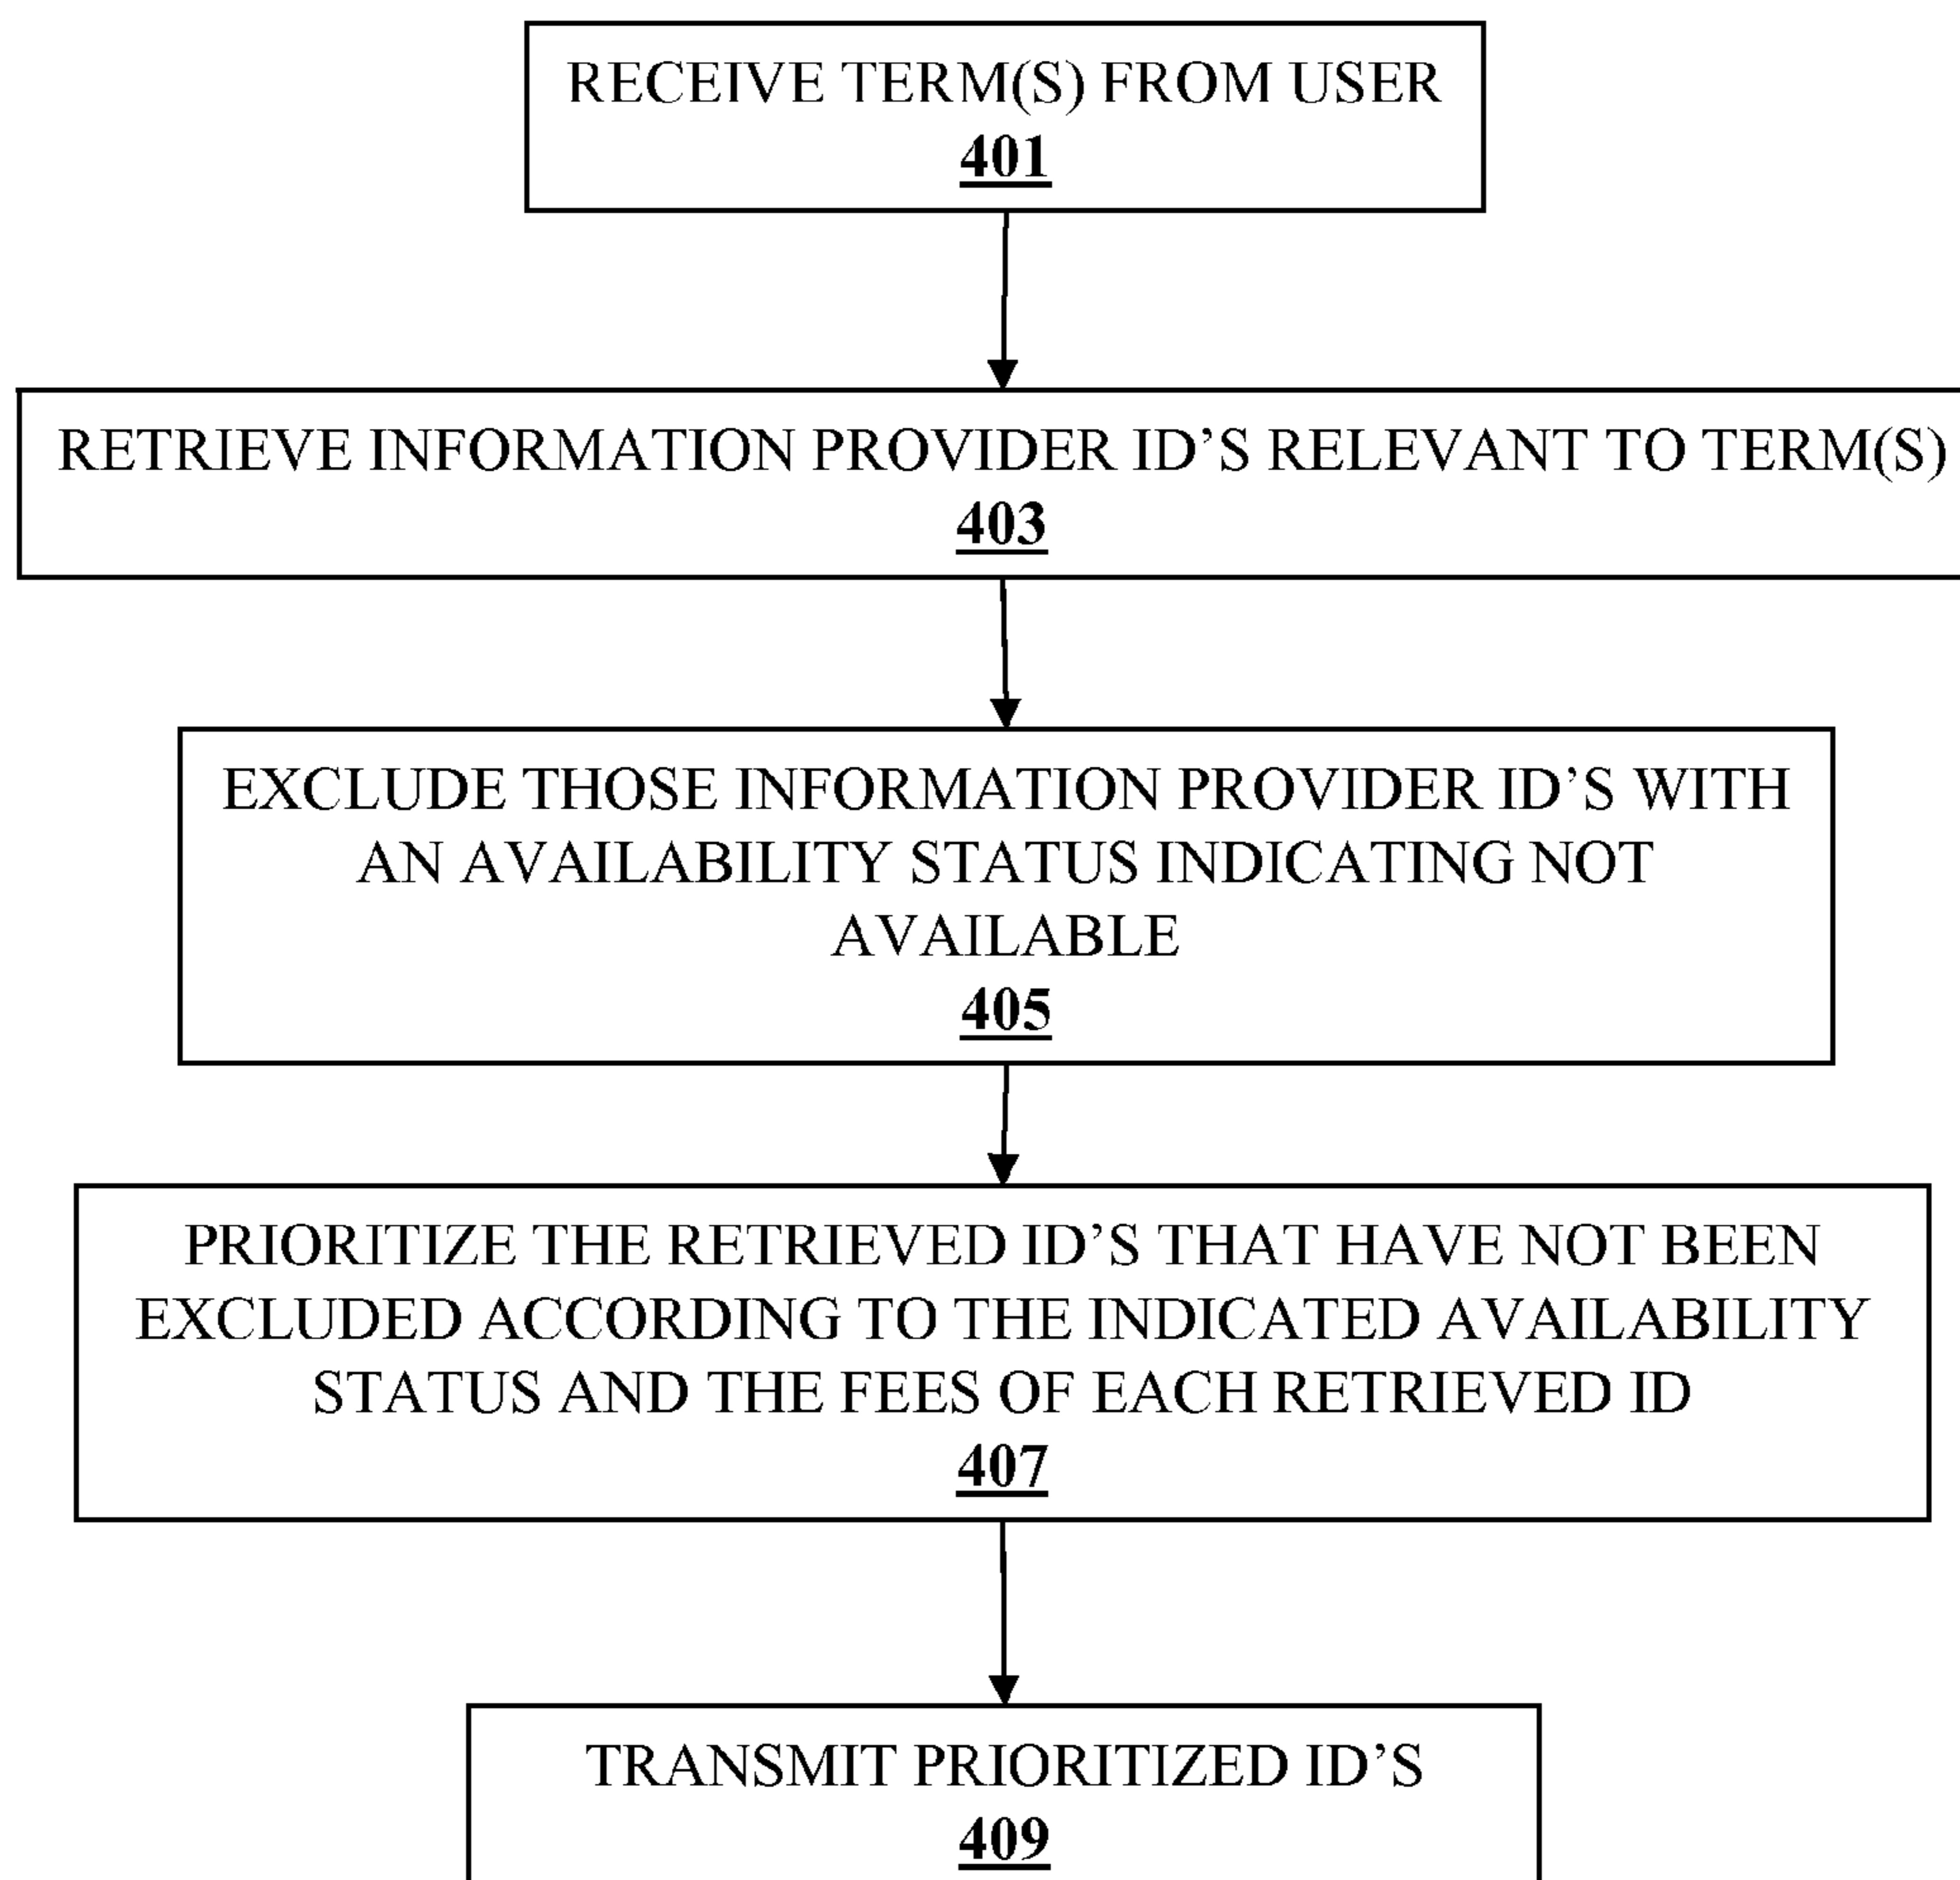 RECEIVE TERM(S) FROM USER
401
RETRIEVE INFORMATION PROVIDER ID’S RELEVANT TO TERM(S)
403
EXCLUDE THOSE INFORMATION PROVIDER ID’S WITH
AN AVAILABILITY STATUS INDICATING NOT
AVAILABLE
405
PRIORITIZE THE RETRIEVED ID’S THAT HAVE NOT BEEN
EXCLUDED ACCORDING TO THE INDICATED AVAILABILITY
STATUS AND THE FEES OF EACH RETRIEVED ID
407
TRANSMIT PRIORITIZED ID’S
409